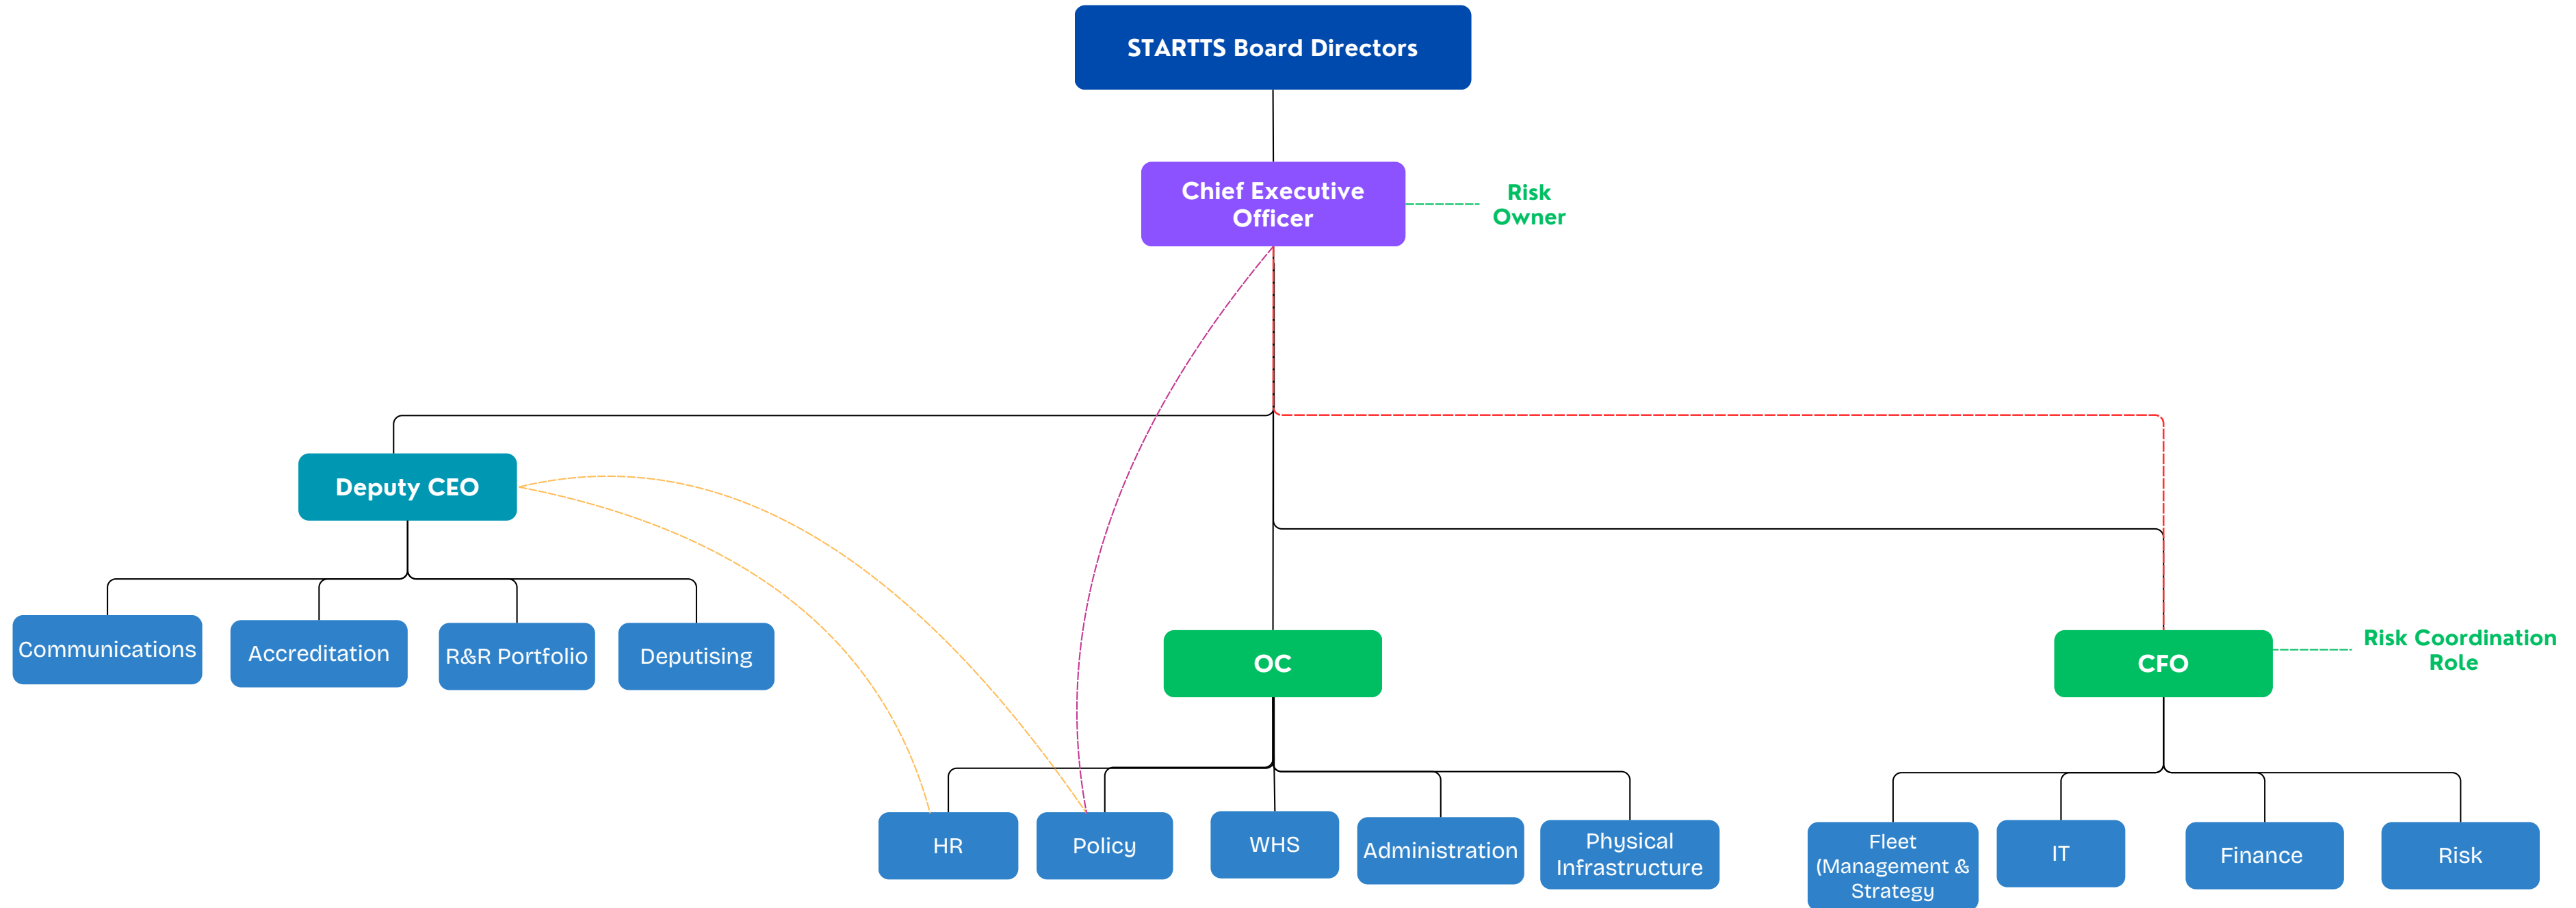 STARTTS Board Directors
Chief Executive
Officer
Risk
Owner
Deputy CEO
Communications
Accreditation
R&R Portfolio
Deputising
OC
CFO
Risk Coordination
Role
HR
Policy
WHS
Administration
Physical
Infrastructure
Fleet
(Management &
Strategy
IT
Finance
Risk